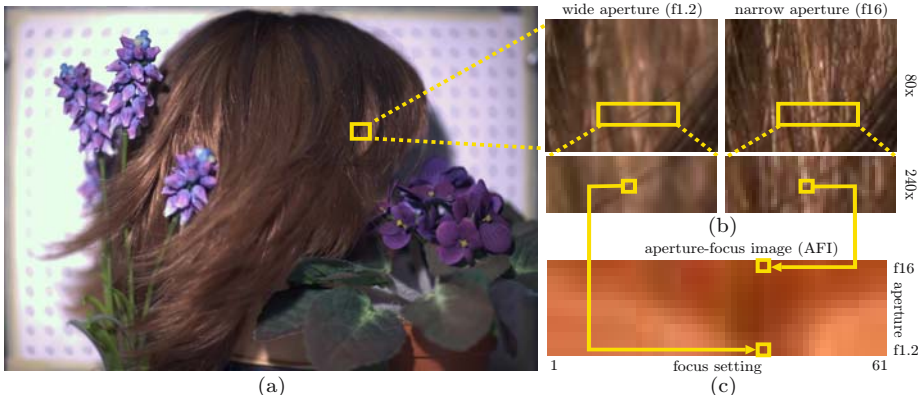 wide aperture (f1.2)
narrow aperture (f16)
80x
240x
(b)
aperture-focus image (AFI)
f16
aperture
f1.2
1
focus setting
61
(a)
(c)